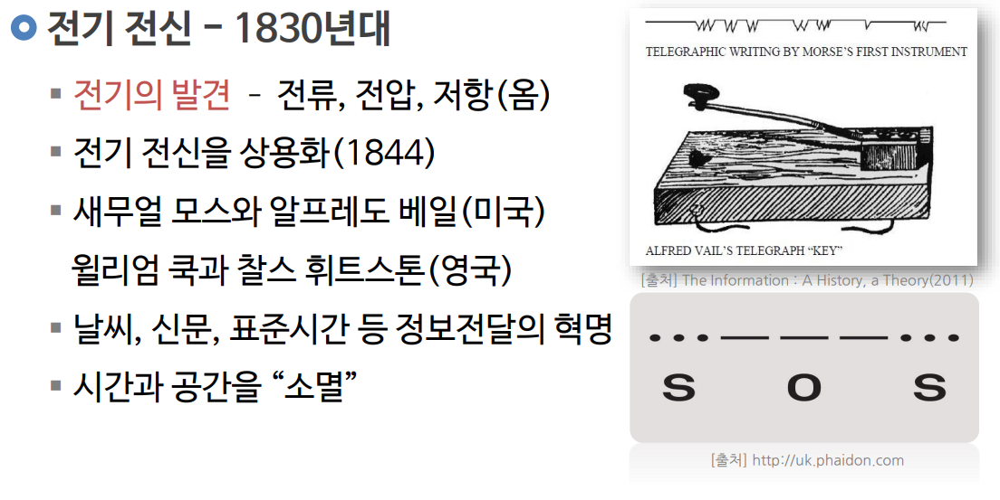 전기 전신 – 1830년대
▪ 전기의 발견 – 전류, 전압, 저항(옴)
▪ 전기 전신을 상용화(1844)
▪ 새무얼 모스와 알프레도 베일(미국)
윌리엄 쿡과 찰스 휘트스톤(영국)
▪ 날씨, 신문, 표준시간 등 정보전달의 혁명
▪ 시간과 공간을 “소멸”
TELEGRAPHIC WRITING BY MORSE’S FIRST INSTRUMENT
ALFRED VAIL’S TELEGRAPH “KEY”
[출처] The Information : A History, a Theory(2011)
S O S
[출처] http://uk.phaidon.com